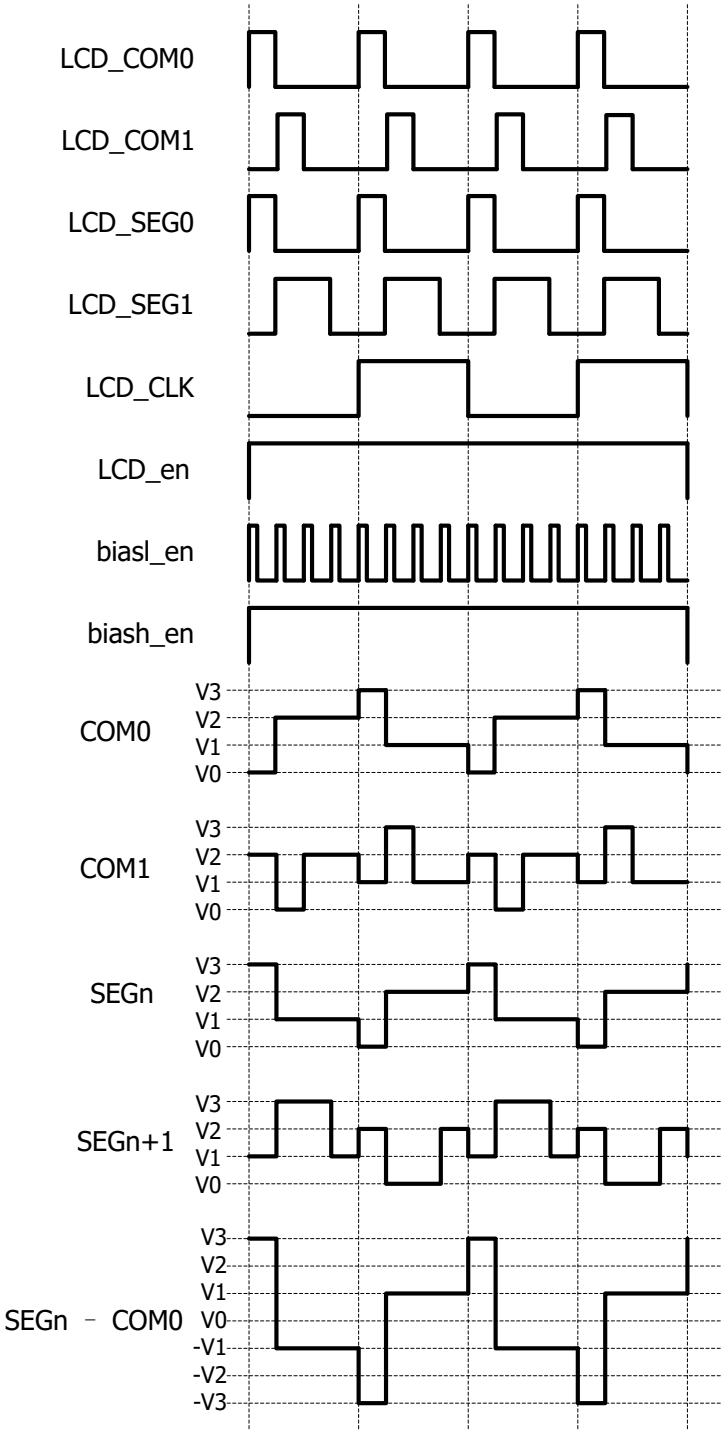 LCD_COM0
LCD_COM1
LCD_SEG0
LCD_SEG1
LCD_CLK
LCD_en
biasl_en
biash_en
V3
V2
COM0
V1
V0
V3
V2
COM1
V1
V0
V3
SEGn
V2
V1
V0
V3
V2
SEGn+1
V1
V0
V3
V2
V1
SEGn - COM0 V0
-V1
-V2
-V3